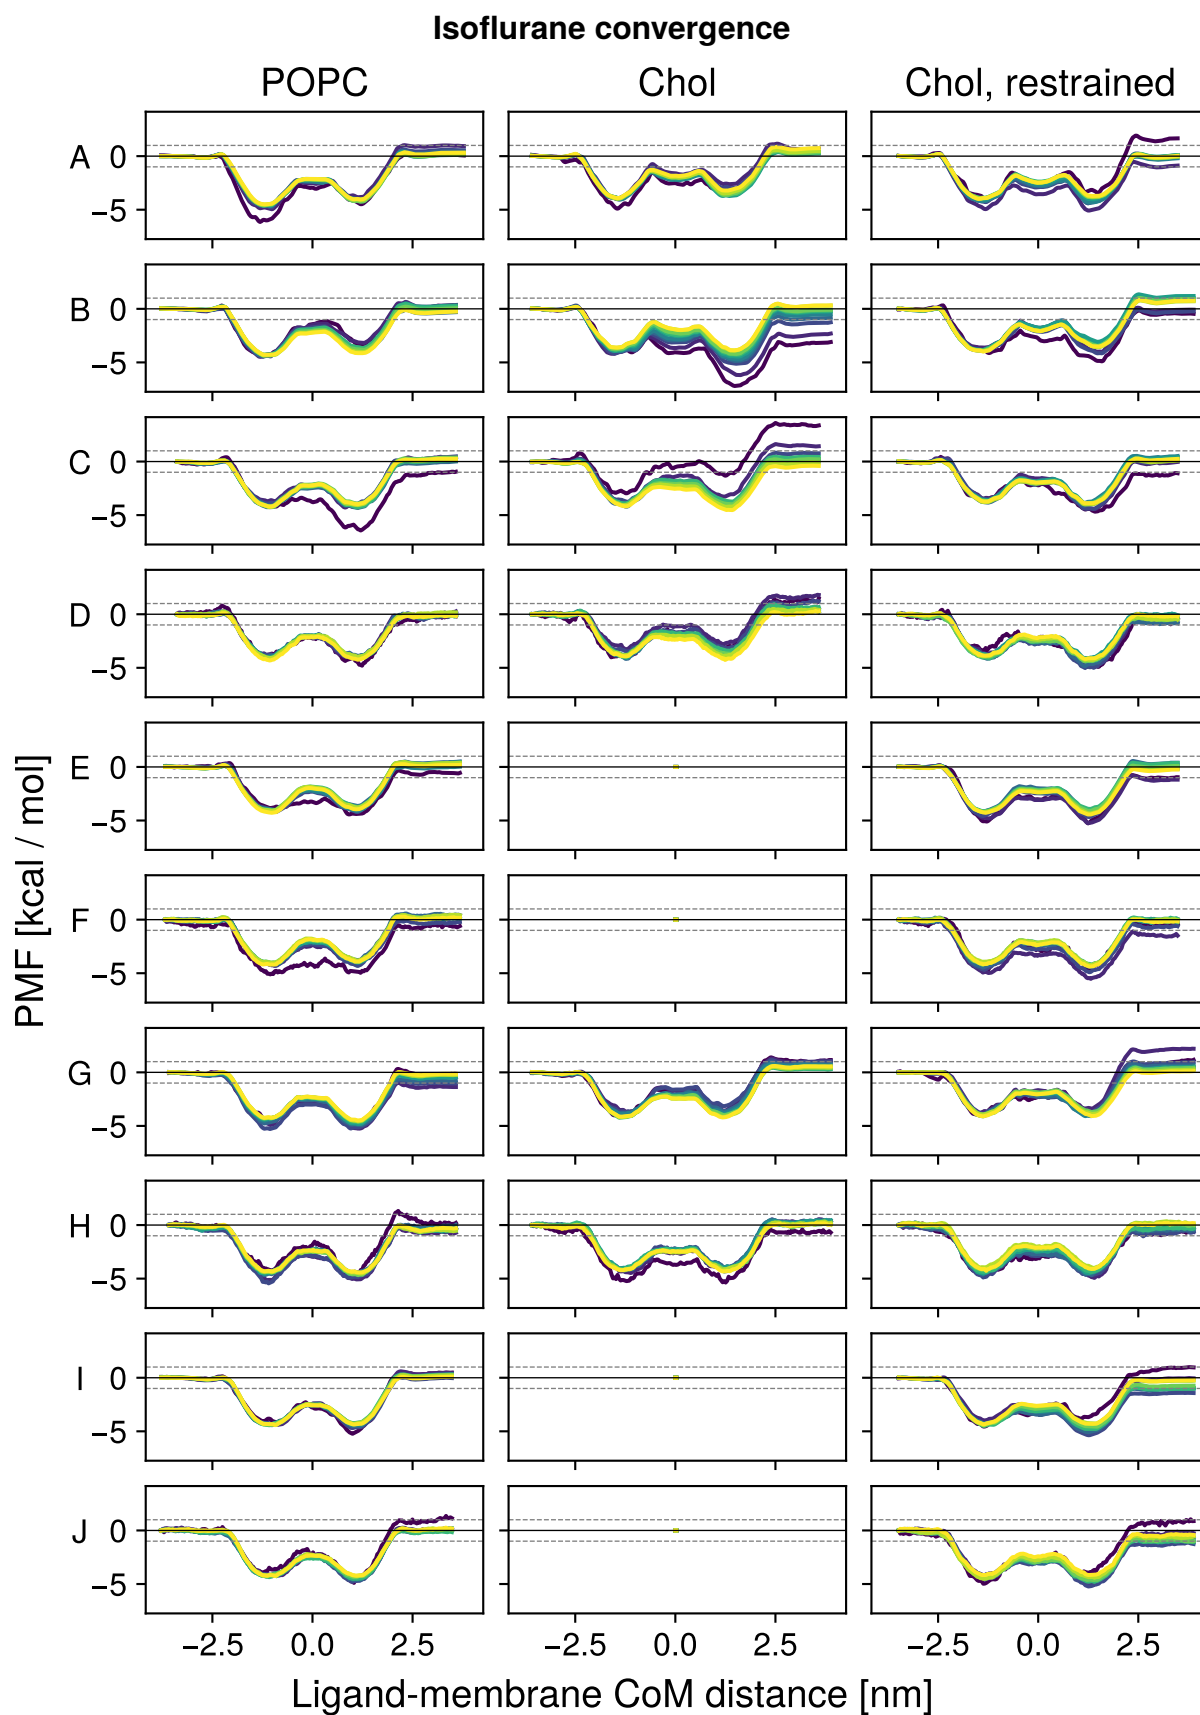 Isoflurane convergence
POPC Chol Chol, restrained
A 0
−5
B 0
−5
C 0
−5
D 0
−5
E 0
−5
F 0
−5
G 0
−5
H 0
−5
I 0
−5
J 0
−5
PMF [kcal / mol]
−2.5 0.0 2.5 −2.5 0.0 2.5 −2.5 0.0 2.5
Ligand-membrane CoM distance [nm]